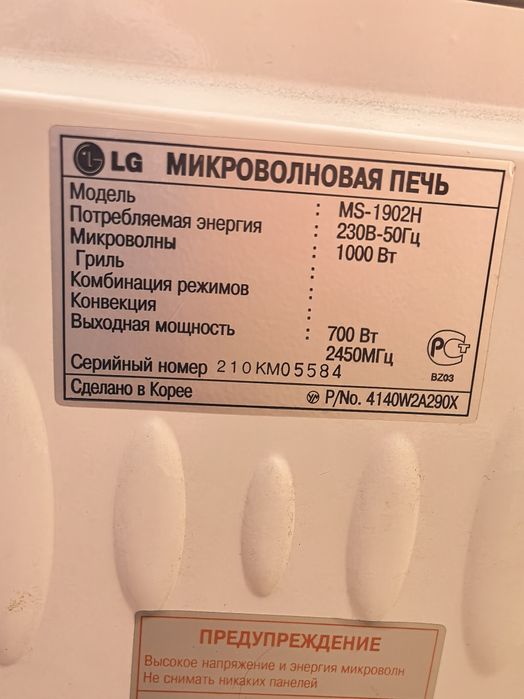 LG МИКРОВОЛНОВАЯ ПЕЧЬ
Модель : MS-1902H
Потребляемая энергия : 230В-50Гц
Микроволны : 1000 Вт
Гриль :
Комбинация режимов :
Конвекция :
Выходная мощность : 700 Вт
2450МГц
Серийный номер 210KM05584
РСТ
BZ03
Сделано в Корее
P/No. 4140W2A290X
ПРЕДУПРЕЖДЕНИЕ
Высокое напряжение и энергия микроволн
Не снимать никаких панелей